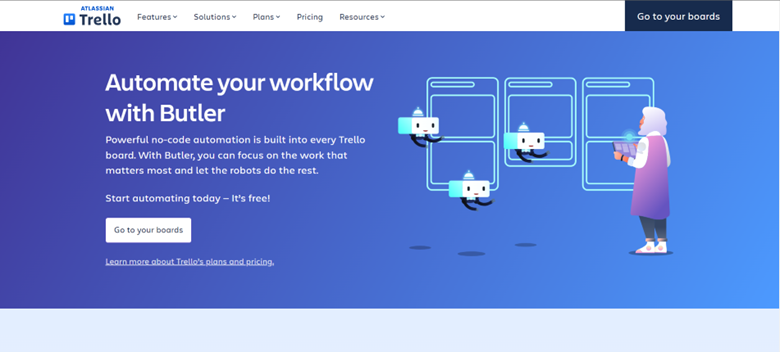 ATLASSIAN
Trello Features Solutions Plans Pricing Resources Go to your boards
Automate your workflow
with Butler
Powerful no-code automation is built into every Trello
board. With Butler, you can focus on the work that
matters most and let the robots do the rest.
Start automating today – It's free!
Go to your boards
Learn more about Trello's plans and pricing.